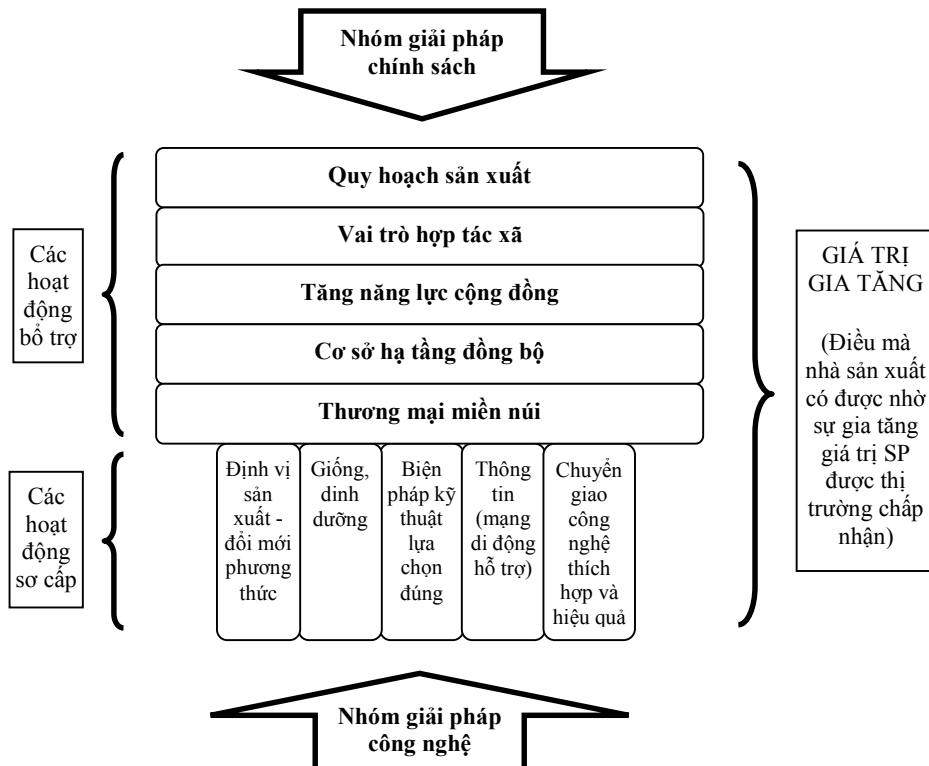 Nhóm giải pháp
chính sách
Quy hoạch sản xuất
Vai trò hợp tác xã
Tăng năng lực cộng đồng
Cơ sở hạ tầng đồng bộ
Thương mại miền núi
Các
hoạt
động
bổ trợ
Định vị
sản
xuất -
đổi mới
phương
thức
Giống,
dinh
dưỡng
Biện
pháp kỹ
thuật
lựa
chọn
đúng
Thông
tin
(mạng
di động
hỗ trợ)
Chuyển
giao
công
nghệ
thích
hợp và
hiệu quả
Các
hoạt
động
sơ cấp
GIÁ TRỊ
GIA TĂNG
(Điều mà
nhà sản xuất
có được nhờ
sự gia tăng
giá trị SP
được thị
trường chấp
nhận)
Nhóm giải pháp
công nghệ